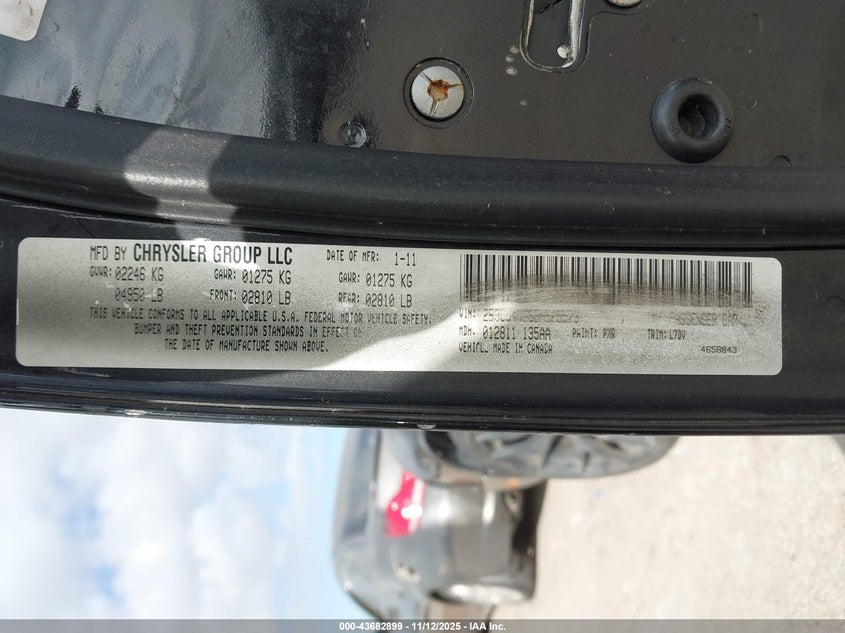 MFD BY CHRYSLER GROUP LLC DATE OF MFR: 1-11
GVWR: 02246 KG GAWR: 01275 KG GAWR: 01275 KG
04950 LB FRONT: 02810 LB REAR: 02810 LB
THIS VEHICLE CONFORMS TO ALL APPLICABLE U.S.A. FEDERAL MOTOR VEHICLE SAFETY,
BUMPER AND THEFT PREVENTION STANDARDS IN EFFECT ON
THE DATE OF MANUFACTURE SHOWN ABOVE.
VIN:
MDH: 012811 135AA PAINT: PXR TRIM: L7DV
VEHICLE MADE IN CANADA 4658843
000-43682899 - 11/12/2025 - IAA Inc.